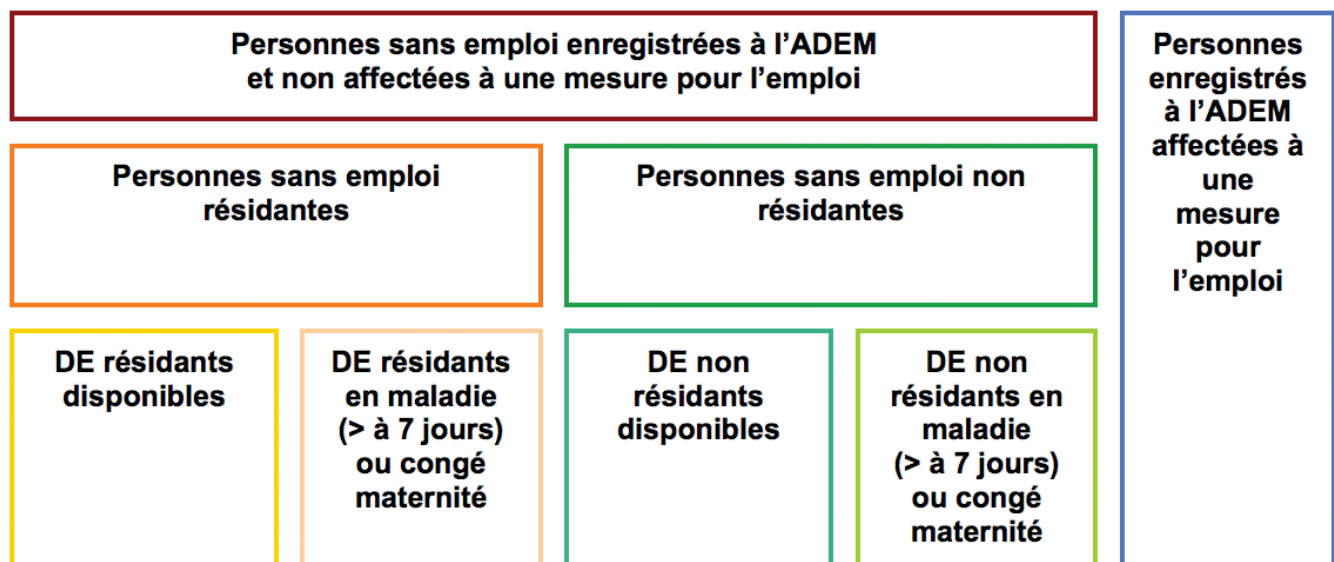 Personnes sans emploi enregistrées à l'ADEM
et non affectées à une mesure pour l'emploi
Personnes
enregistrés
à l'ADEM
affectées à
une
mesure
pour
l'emploi
Personnes sans emploi
résidantes
Personnes sans emploi non
résidantes
DE résidants
disponibles
DE résidants
en maladie
(> à 7 jours)
ou congé
maternité
DE non
résidants
disponibles
DE non
résidants en
maladie
(> à 7 jours)
ou congé
maternité